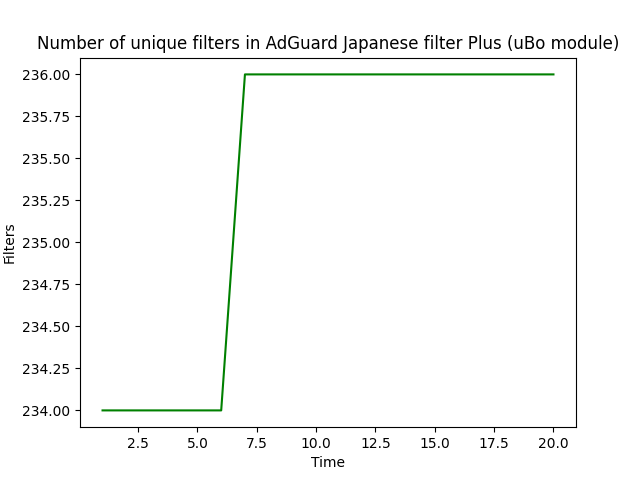 Number of unique filters in AdGuard Japanese filter Plus (uBo module)
236.00
235.75
235.50
235.25
235.00
234.75
234.50
234.25
234.00
Filters
2.5 5.0 7.5 10.0 12.5 15.0 17.5 20.0
Time